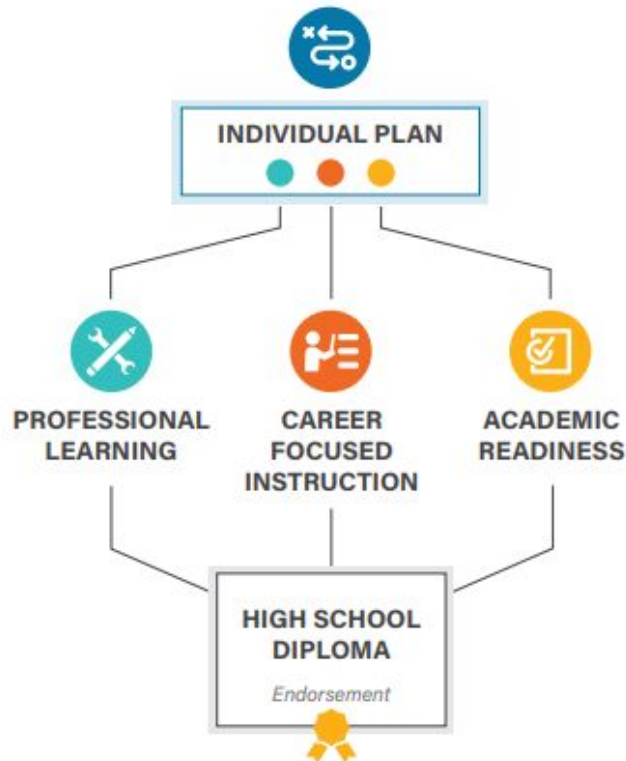 INDIVIDUAL PLAN
PROFESSIONAL
LEARNING
CAREER
FOCUSED
INSTRUCTION
ACADEMIC
READINESS
HIGH SCHOOL
DIPLOMA
Endorsement